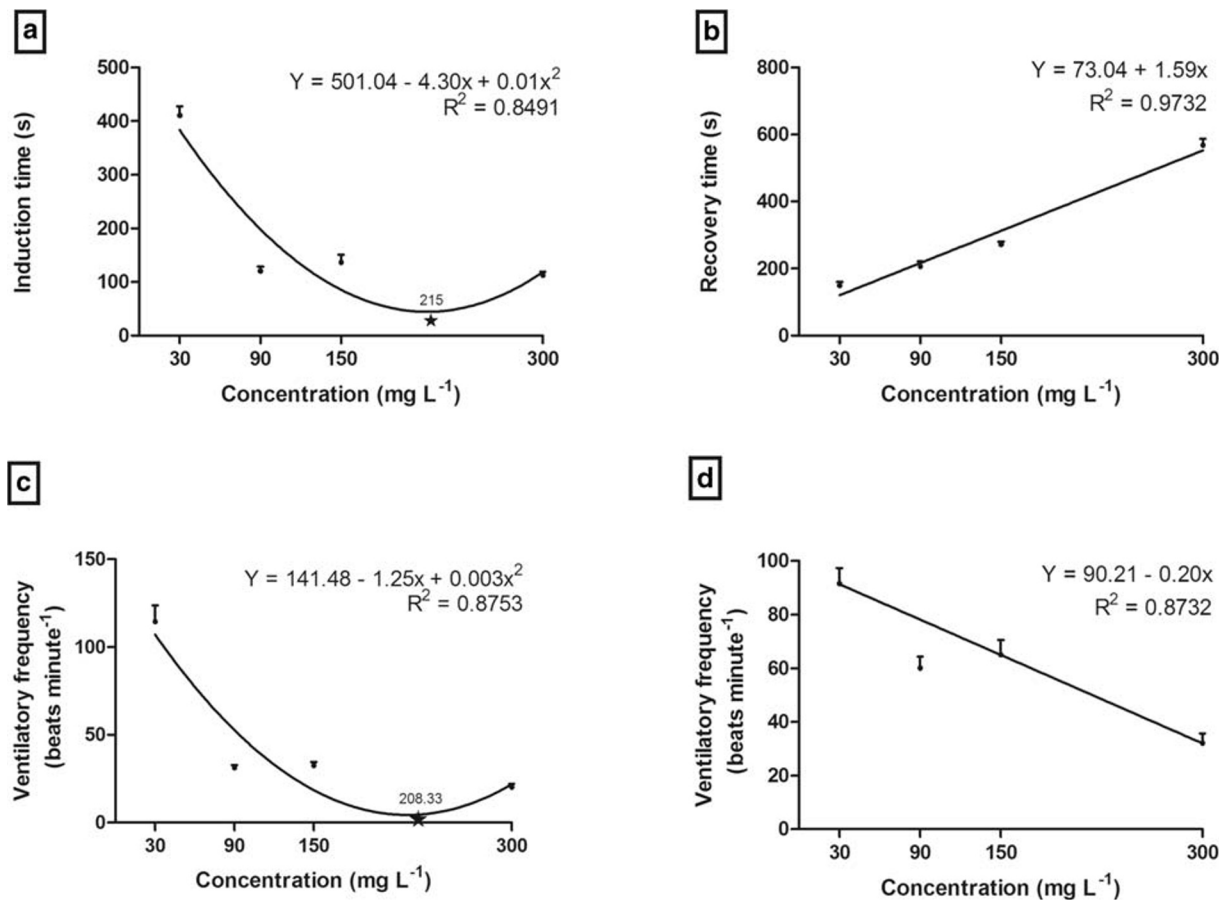 a
Y = 501.04 - 4.30x + 0.01x²
R² = 0.8491
Induction time (s)
500
400
300
200
100
0
215
30 90 150 300
Concentration (mg L⁻¹)
b
Y = 73.04 + 1.59x
R² = 0.9732
Recovery time (s)
800
600
400
200
0
30 90 150 300
Concentration (mg L⁻¹)
c
Y = 141.48 - 1.25x + 0.003x²
R² = 0.8753
Ventilatory frequency
(beats minute⁻¹)
150
100
50
0
208.33
30 90 150 300
Concentration (mg L⁻¹)
d
Y = 90.21 - 0.20x
R² = 0.8732
Ventilatory frequency
(beats minute⁻¹)
100
80
60
40
20
0
30 90 150 300
Concentration (mg L⁻¹)